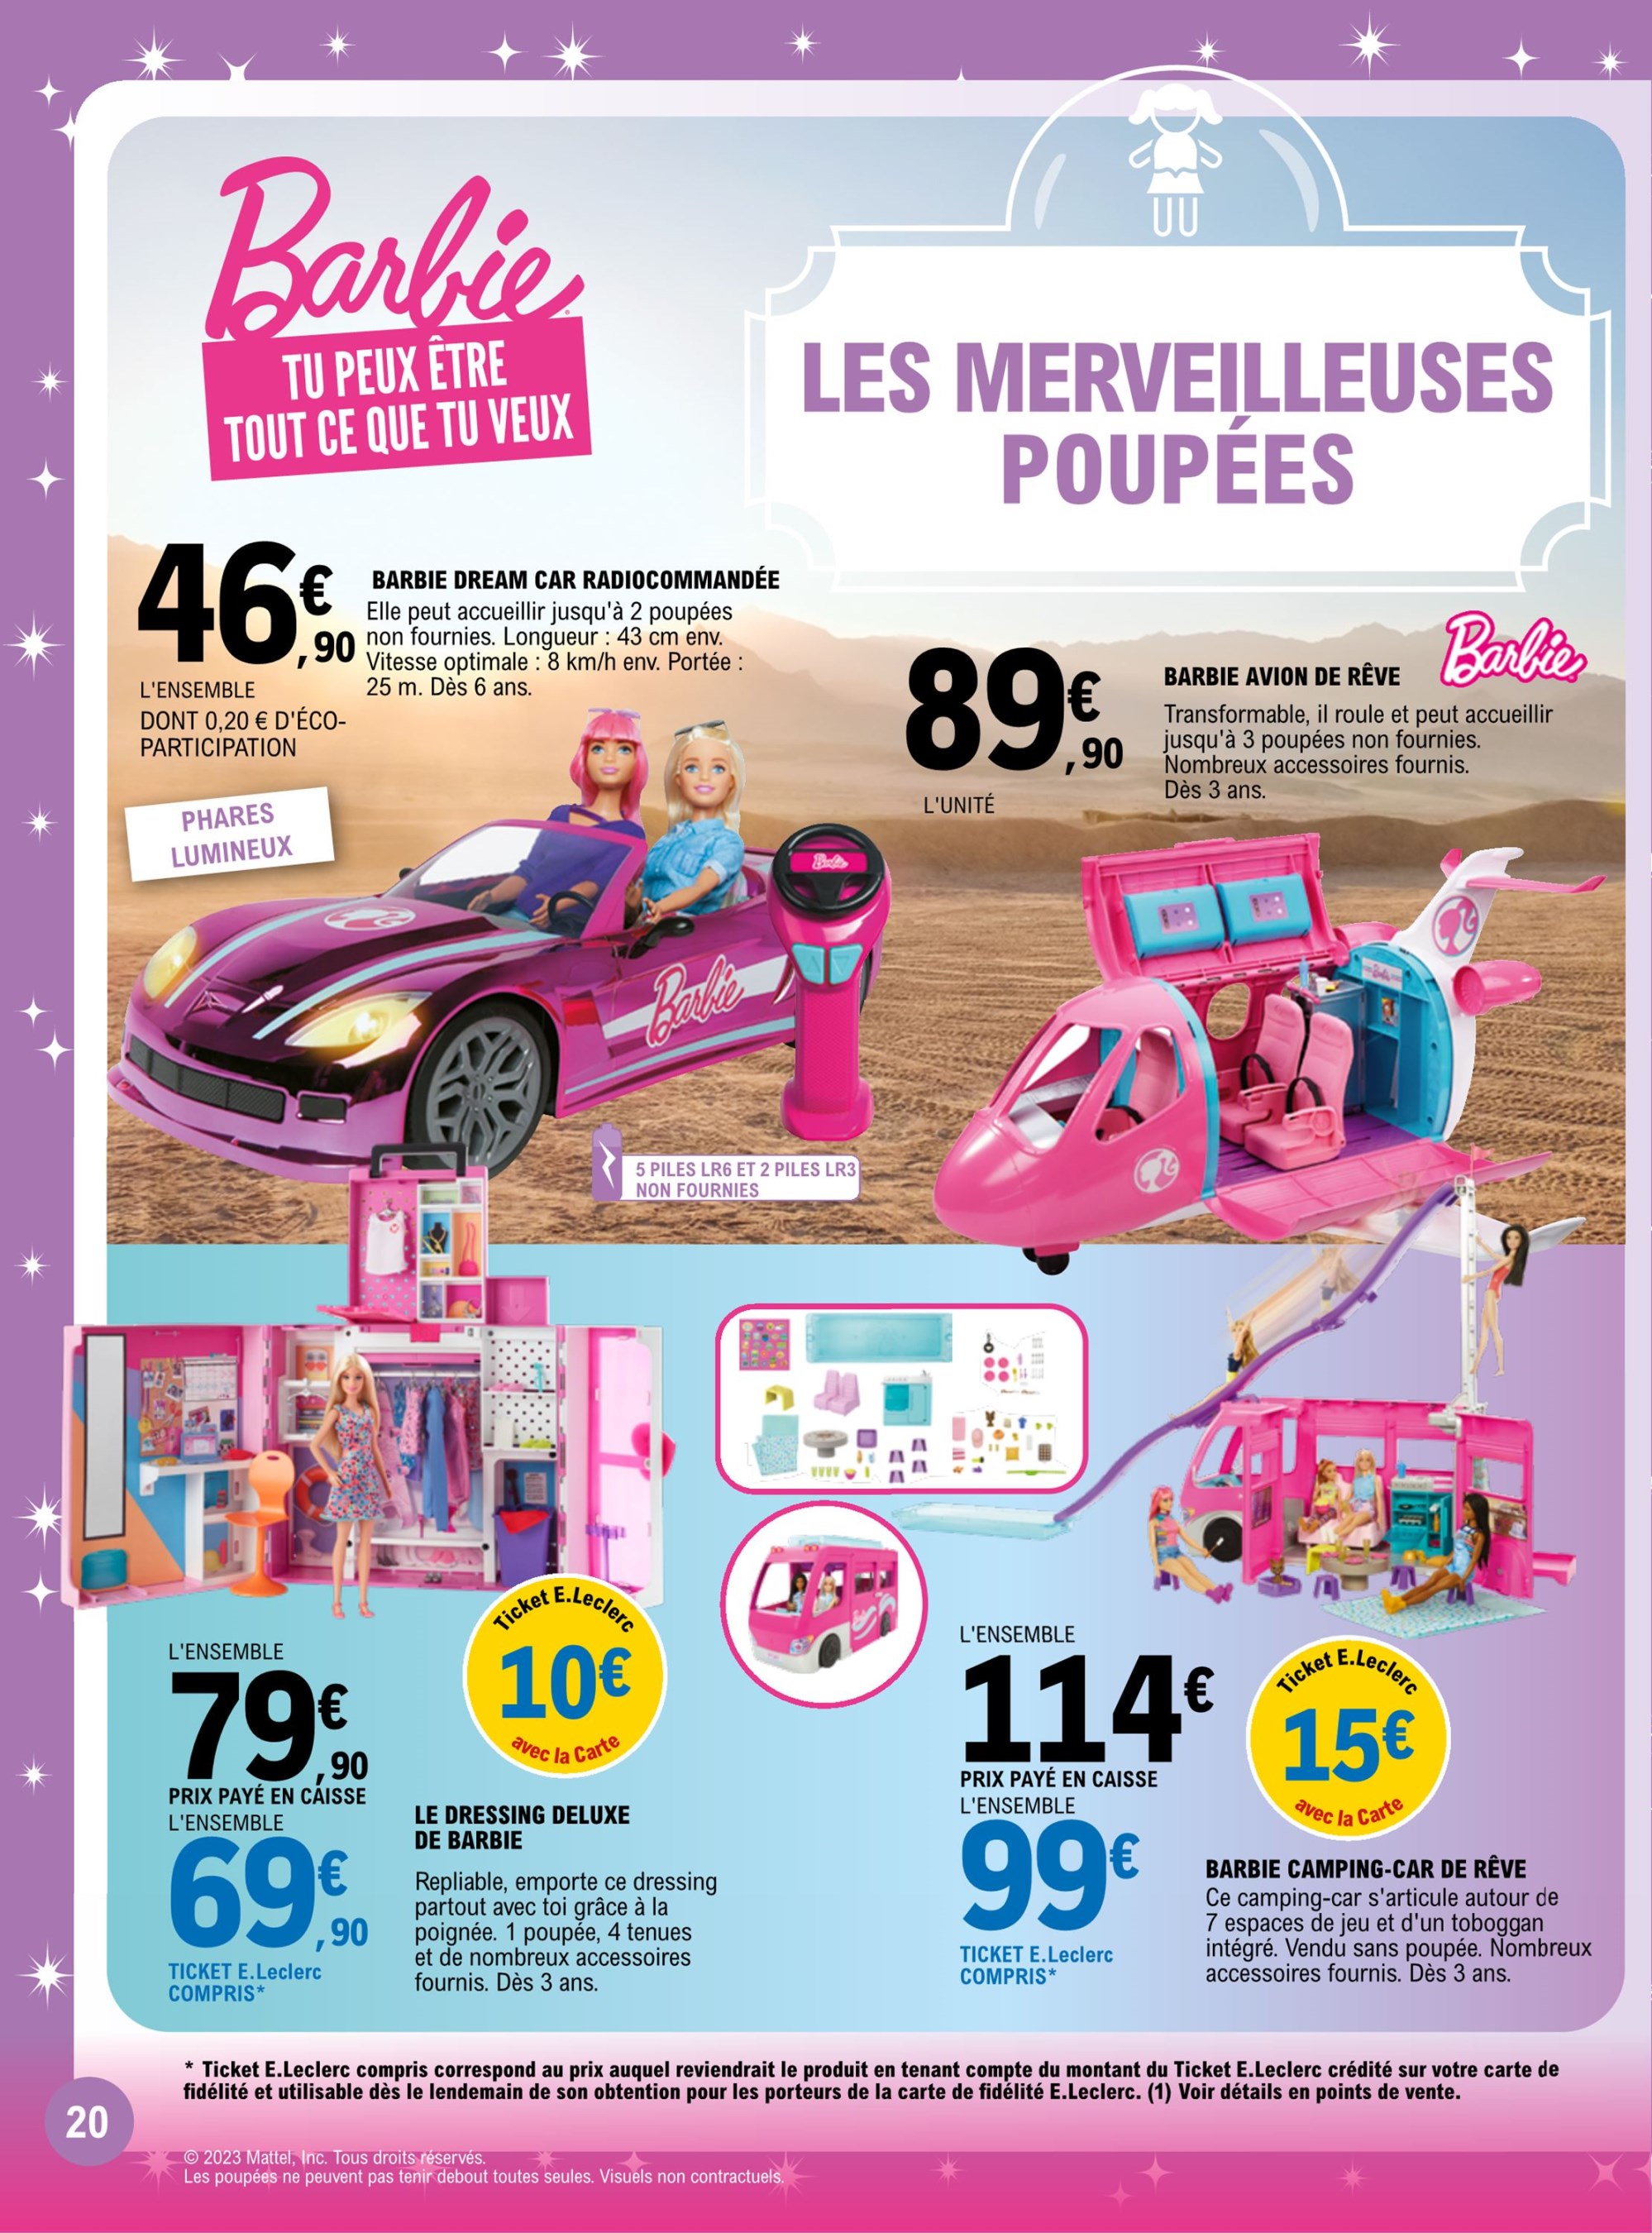 Barbie
TU PEUX ÊTRE
TOUT CE QUE TU VEUX
LES MERVEILLEUSES
POUPÉES
46€,90
L'ENSEMBLE
DONT 0,20 € D'ÉCO-
PARTICIPATION
BARBIE DREAM CAR RADIOCOMMANDÉE
Elle peut accueillir jusqu'à 2 poupées
non fournies. Longueur : 43 cm env.
Vitesse optimale : 8 km/h env. Portée :
25 m. Dès 6 ans.
PHARES
LUMINEUX
Barbie
Barbie
5 PILES LR6 ET 2 PILES LR3
NON FOURNIES
89€,90
L'UNITÉ
BARBIE AVION DE RÊVE
Barbie
Transformable, il roule et peut accueillir
jusqu'à 3 poupées non fournies.
Nombreux accessoires fournis.
Dès 3 ans.
L'ENSEMBLE
79€,90
PRIX PAYÉ EN CAISSE
L'ENSEMBLE
69€,90
TICKET E.Leclerc
COMPRIS*
Ticket E.Leclerc
10€
avec la Carte
LE DRESSING DELUXE
DE BARBIE
Repliable, emporte ce dressing
partout avec toi grâce à la
poignée. 1 poupée, 4 tenues
et de nombreux accessoires
fournis. Dès 3 ans.
L'ENSEMBLE
114€
PRIX PAYÉ EN CAISSE
L'ENSEMBLE
99€
TICKET E.Leclerc
COMPRIS*
Ticket E.Leclerc
15€
avec la Carte
BARBIE CAMPING-CAR DE RÊVE
Ce camping-car s'articule autour de
7 espaces de jeu et d'un toboggan
intégré. Vendu sans poupée. Nombreux
accessoires fournis. Dès 3 ans.
* Ticket E.Leclerc compris correspond au prix auquel reviendrait le produit en tenant compte du montant du Ticket E.Leclerc crédité sur votre carte de
fidélité et utilisable dès le lendemain de son obtention pour les porteurs de la carte de fidélité E.Leclerc. (1) Voir détails en points de vente.
20
© 2023 Mattel, Inc. Tous droits réservés.
Les poupées ne peuvent pas tenir debout toutes seules. Visuels non contractuels.